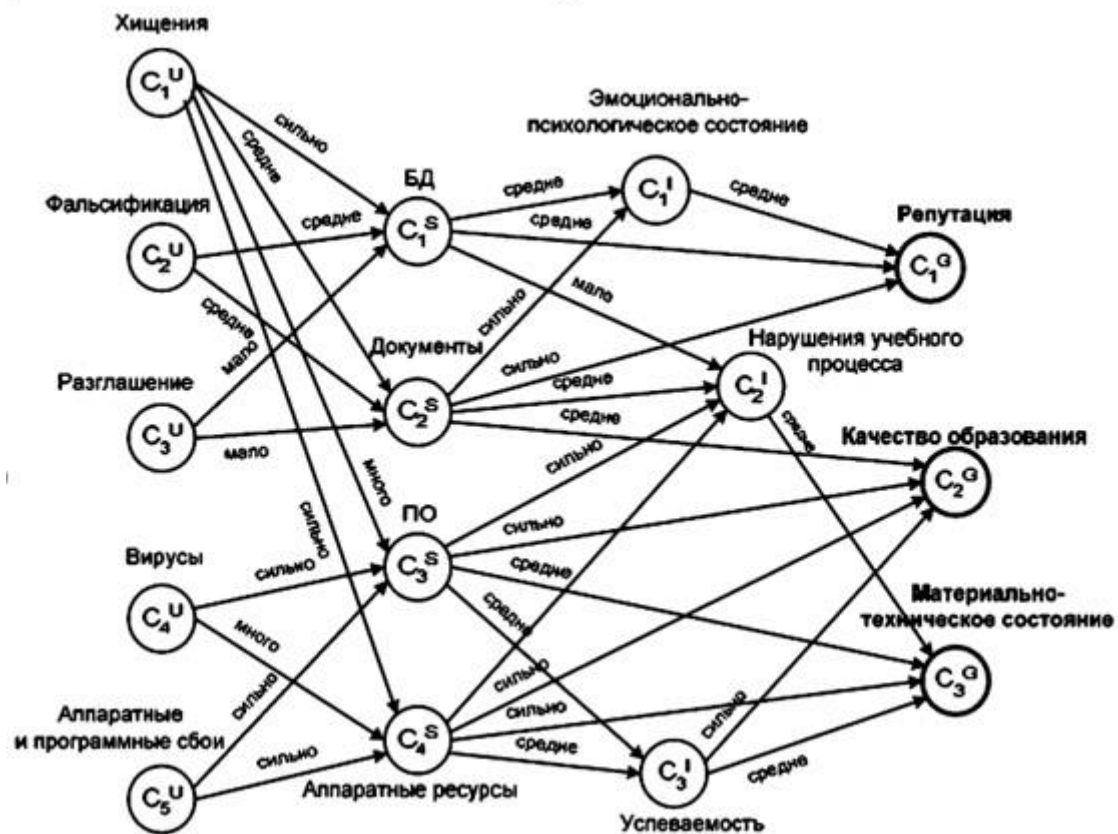 Хищения
C₁ᵁ
сильно
средне
много
сильно
Фальсификация
C₂ᵁ
средне
средне
Разглашение
C₃ᵁ
мало
мало
Вирусы
C₄ᵁ
сильно
много
Аппаратные
и программные сбои
C₅ᵁ
сильно
сильно
БД
C₁ˢ
средне
средне
мало
Документы
C₂ˢ
сильно
сильно
средне
средне
ПО
C₃ˢ
сильно
сильно
средне
средне
C₄ˢ
Аппаратные ресурсы
сильно
сильно
средне
Эмоционально-
психологическое состояние
C₁ᴵ
средне
Нарушения учебного
процесса
C₂ᴵ
средне
C₃ᴵ
Успеваемость
сильно
средне
Репутация
C₁ᴳ
Качество образования
C₂ᴳ
Материально-
техническое состояние
C₃ᴳ